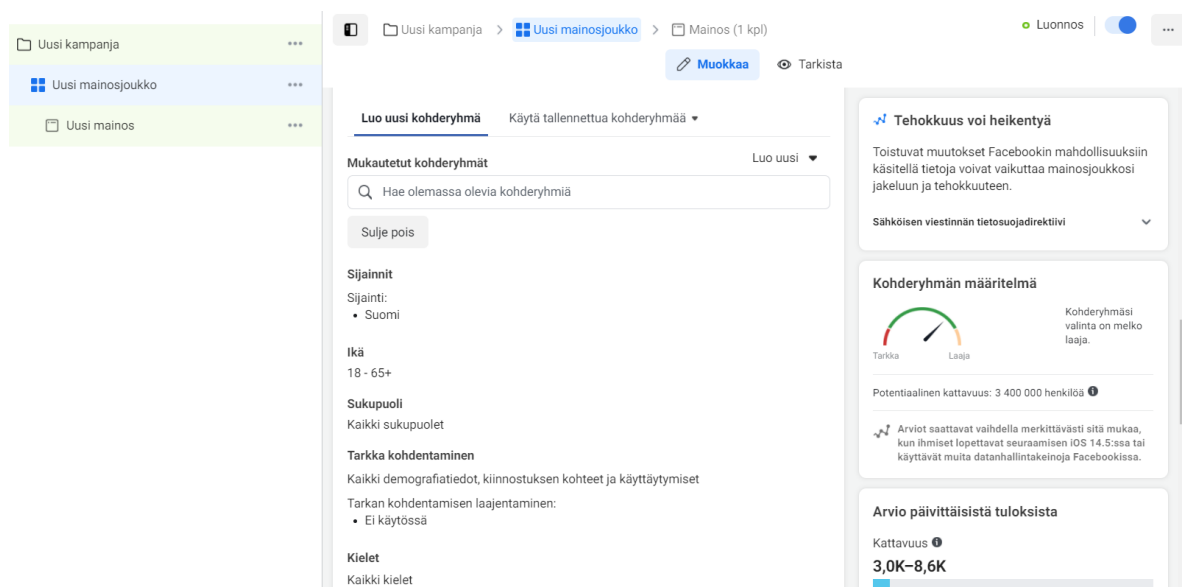 Uusi kampanja
Uusi mainosjoukko
Uusi mainos
Uusi kampanja > Uusi mainosjoukko > Mainos (1 kpl)
Luonnos
Muokkaa
Tarkista
Luo uusi kohderyhmä
Käytä tallennettua kohderyhmää
Mukautetut kohderyhmät
Luo uusi
Hae olemassa olevia kohderyhmiä
Sulje pois
Sijainnit
Sijainti:
• Suomi
Ikä
18 - 65+
Sukupuoli
Kaikki sukupuolet
Tarkka kohdentaminen
Kaikki demografiatiedot, kiinnostuksen kohteet ja käyttäytymiset
Tarkan kohdentamisen laajentaminen:
• Ei käytössä
Kielet
Kaikki kielet
Tehokkuus voi heikentyä
Toistuvat muutokset Facebookin mahdollisuuksiin
käsitellä tietoja voivat vaikuttaa mainosjoukkosi
jakeluun ja tehokkuuteen.
Sähköisen viestinnän tietosuojadirektiivi
Kohderyhmän määritelmä
Tarkka
Laaja
Kohderyhmäsi
valinta on melko
laaja.
Potentiaalinen kattavuus: 3 400 000 henkilöä
Arviot saattavat vaihdella merkittävästi sitä mukaa,
kun ihmiset lopettavat seuraamisen iOS 14.5:ssa tai
käyttävät muita datanhallintakeinoja Facebookissa.
Arvio päivittäisistä tuloksista
Kattavuus
3,0K–8,6K